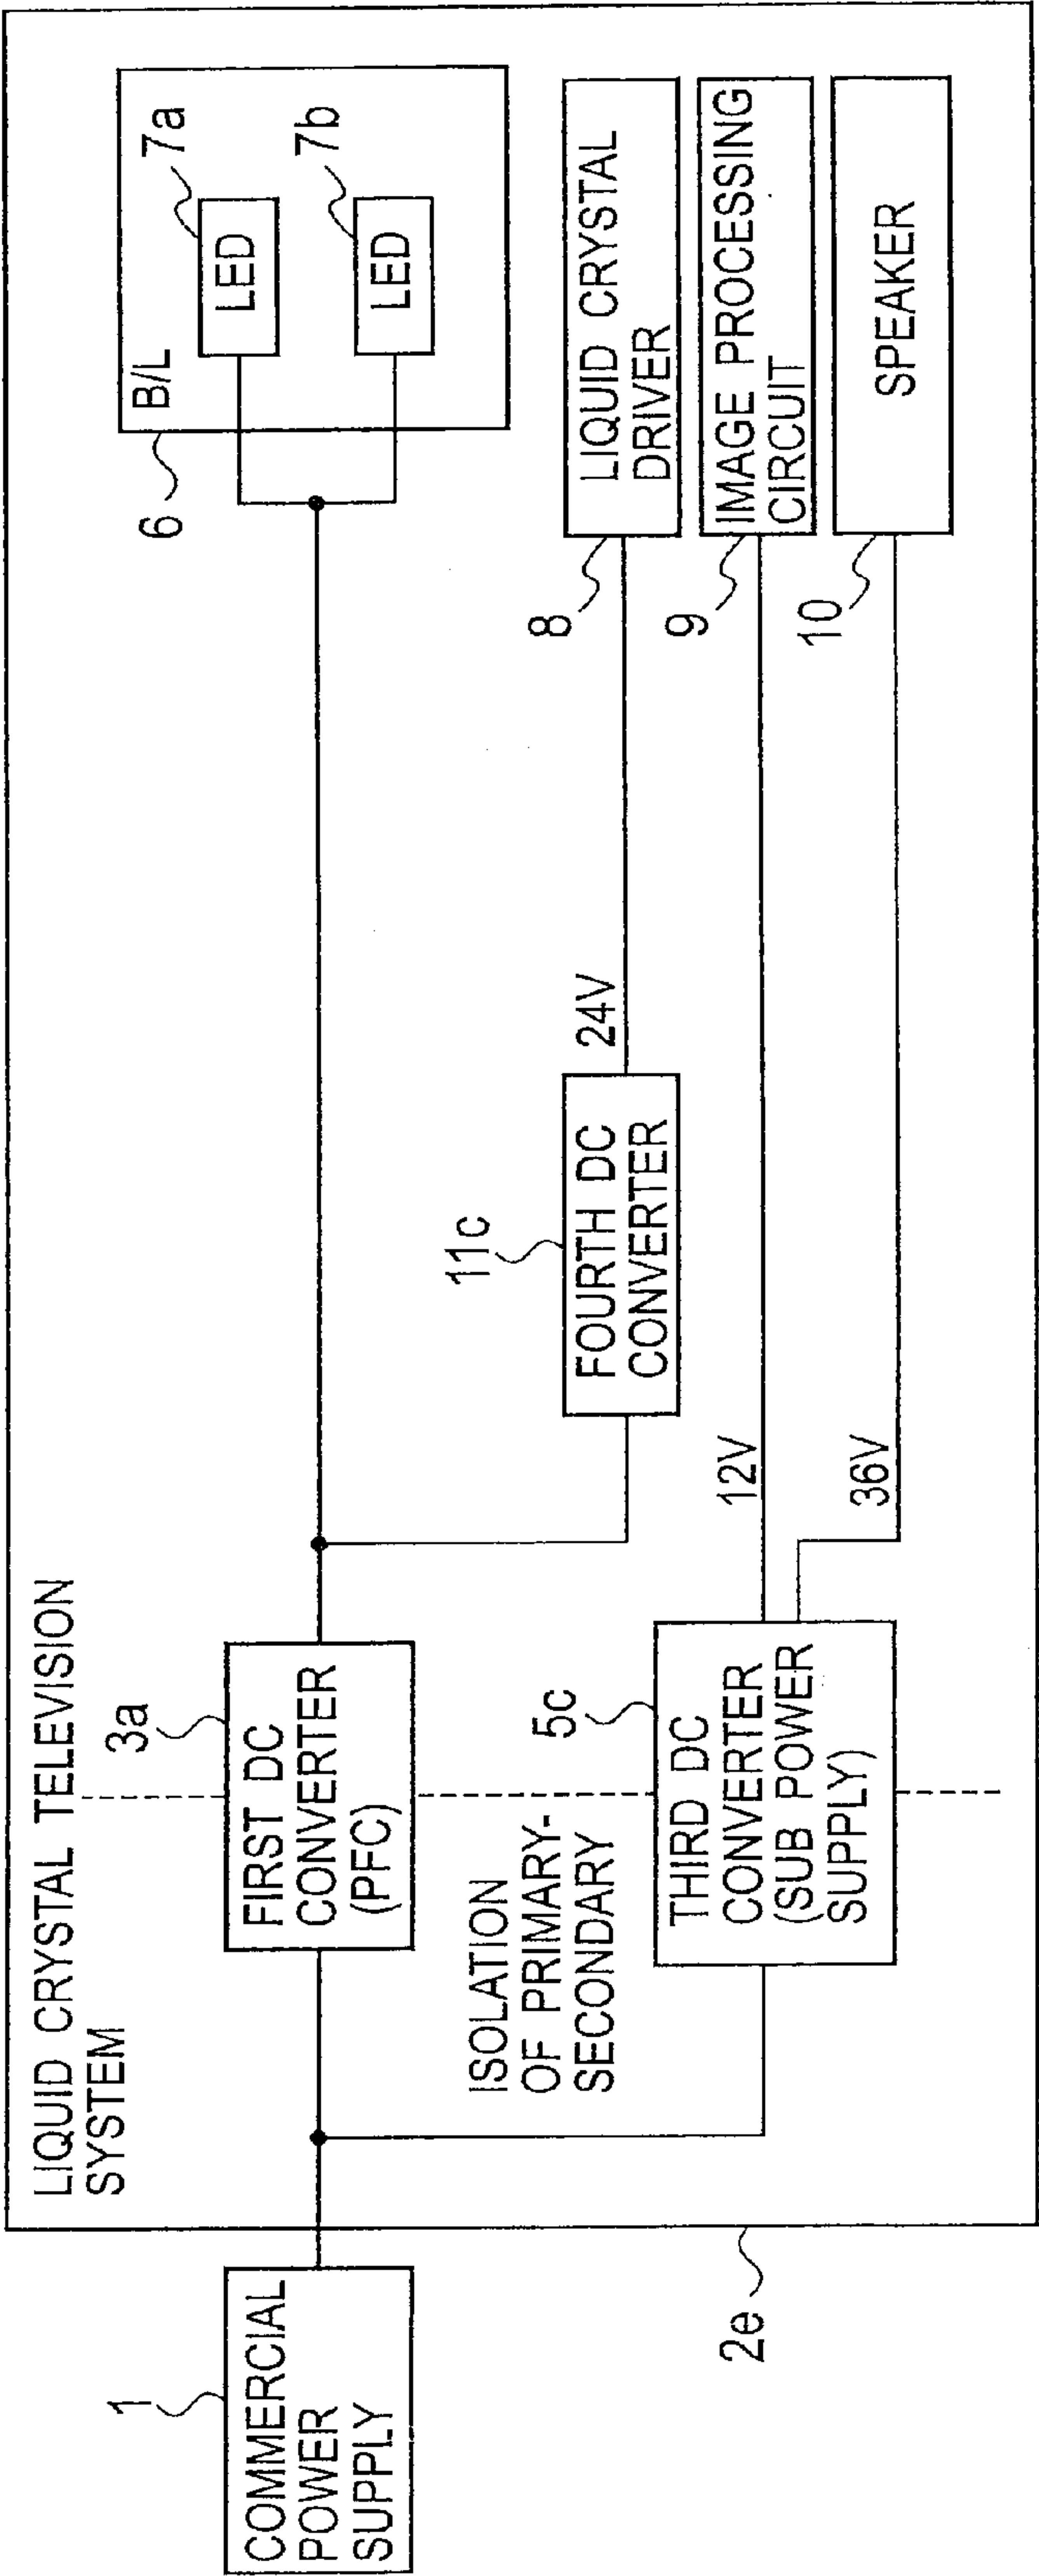 LIQUID CRYSTAL TELEVISION
SYSTEM
1
COMMERCIAL
POWER
SUPPLY
2e
3a
FIRST DC
CONVERTER
(PFC)
ISOLATION
OF PRIMARY-
SECONDARY
5c
THIRD DC
CONVERTER
(SUB POWER
SUPPLY)
12V
36V
11c
FOURTH DC
CONVERTER
24V
6
B/L
7a
LED
7b
LED
8
LIQUID CRYSTAL
DRIVER
9
IMAGE PROCESSING
CIRCUIT
10
SPEAKER